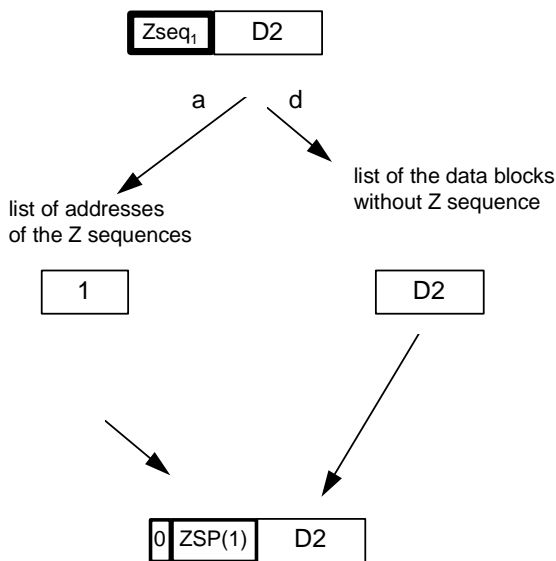 Zseq₁ D2
a d
list of the data blocks
without Z sequence
list of addresses
of the Z sequences
1 D2
0 ZSP(1) D2